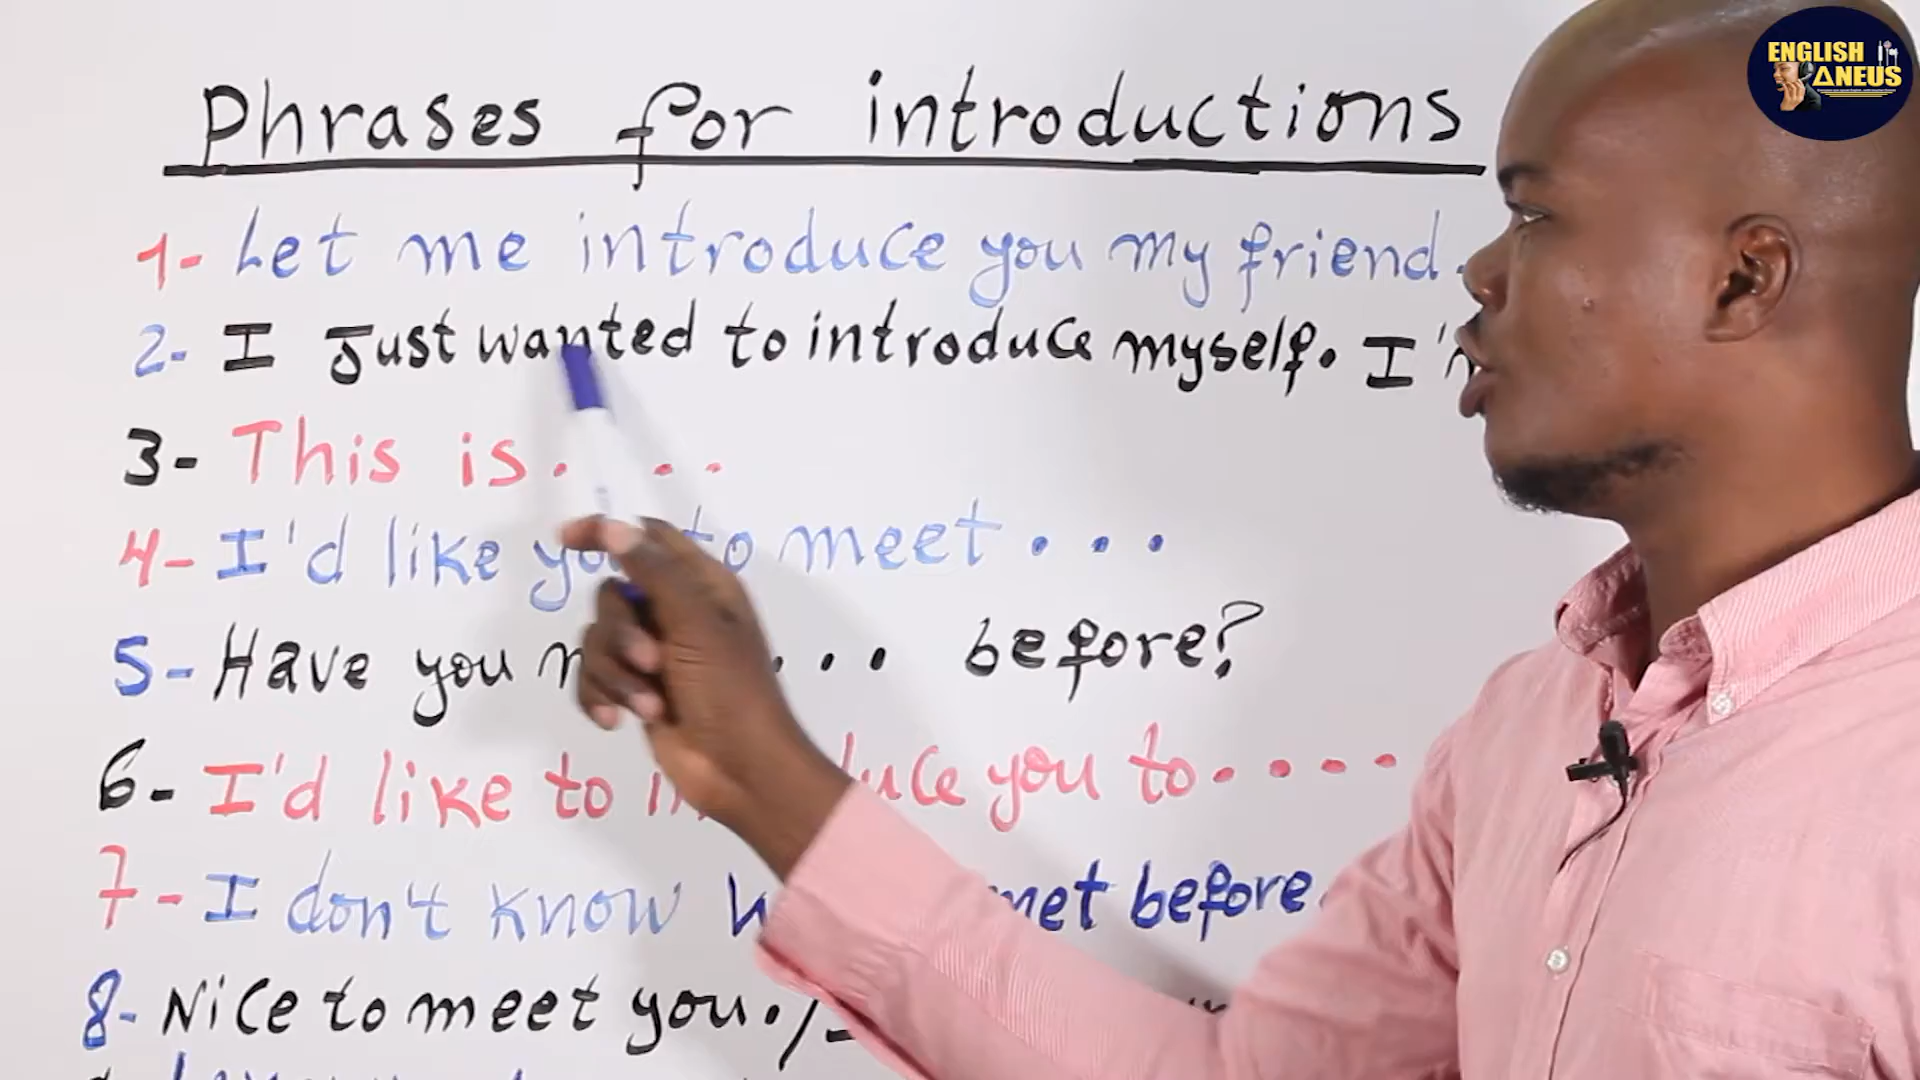 ENGLISH
ΔNEUS
Phrases for introductions
1- Let me introduce you my friend.
2- I Just wanted to introduce myself. I'
3- This is. . . .
4- I'd like you to meet . . .
5- Have you . . . before?
6- I'd like to you to . . . .
7- I don't know met before.
8- Nice to meet you. /